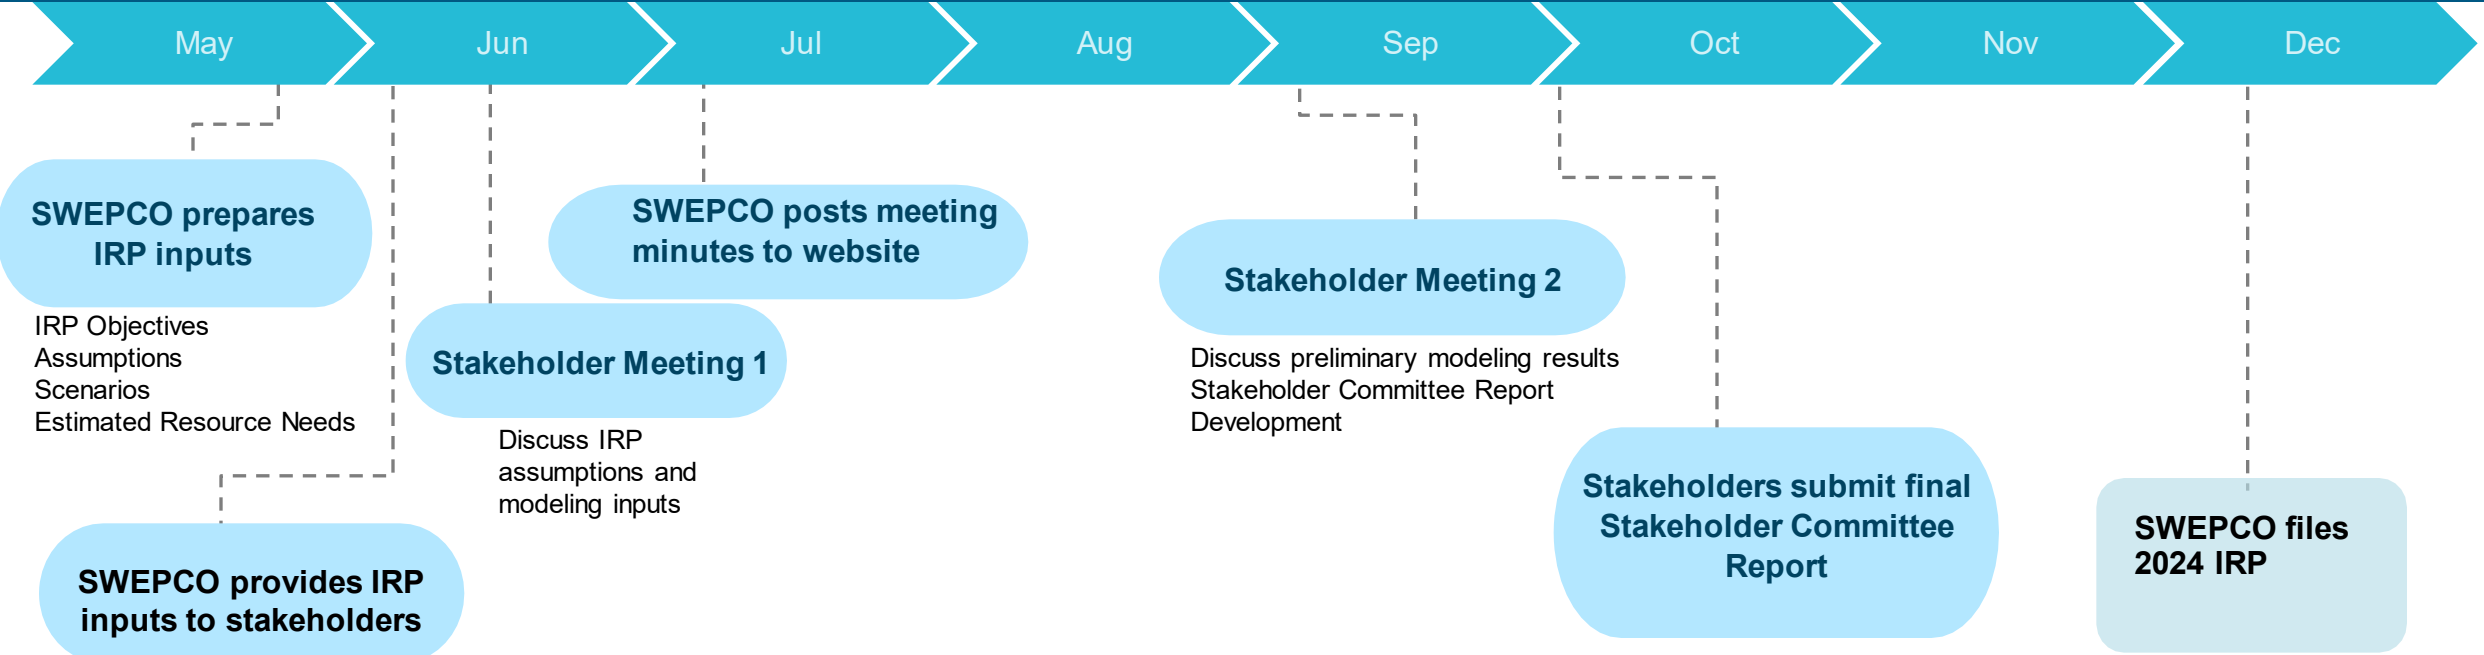 May
Jun
Jul
Aug
Sep
Oct
Nov
Dec
SWEPCO prepares
IRP inputs
IRP Objectives
Assumptions
Scenarios
Estimated Resource Needs
SWEPCO provides IRP
inputs to stakeholders
Stakeholder Meeting 1
Discuss IRP
assumptions and
modeling inputs
SWEPCO posts meeting
minutes to website
Stakeholder Meeting 2
Discuss preliminary modeling results
Stakeholder Committee Report
Development
Stakeholders submit final
Stakeholder Committee
Report
SWEPCO files
2024 IRP